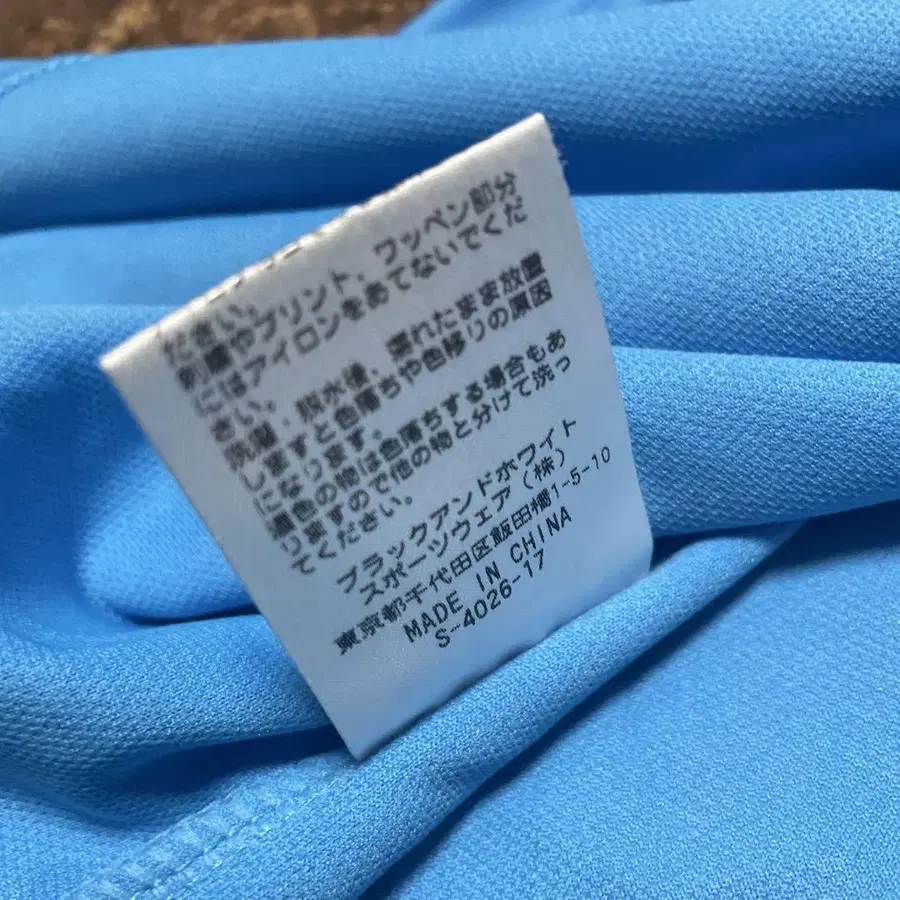 ださい。
刺繍やプリント、ワッペン部分
にはアイロンをあてないでくだ
さい。
洗濯、脱水後、濡れたまま放置
しますと色落ちや色移りの原因
になります。
濃色の物は色落ちする場合もあ
りますので他の物と分けて洗っ
てください。
ブラックアンドホワイト
スポーツウェア(株)
東京都千代田区飯田橋1-5-10
MADE IN CHINA
S-4026-17